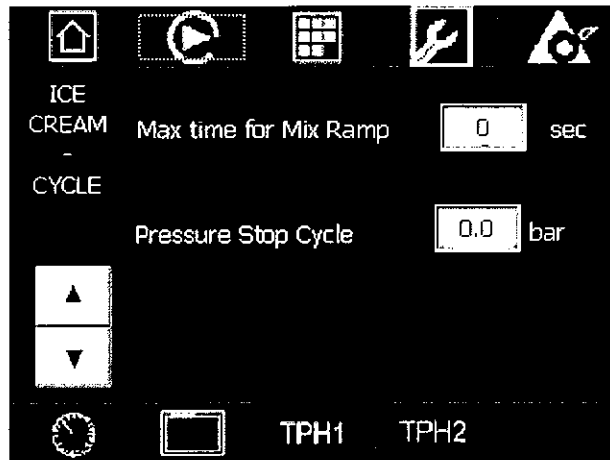 ICE
CREAM
-
CYCLE
Max time for Mix Ramp 0 sec
Pressure Stop Cycle 0.0 bar
TPH1 TPH2